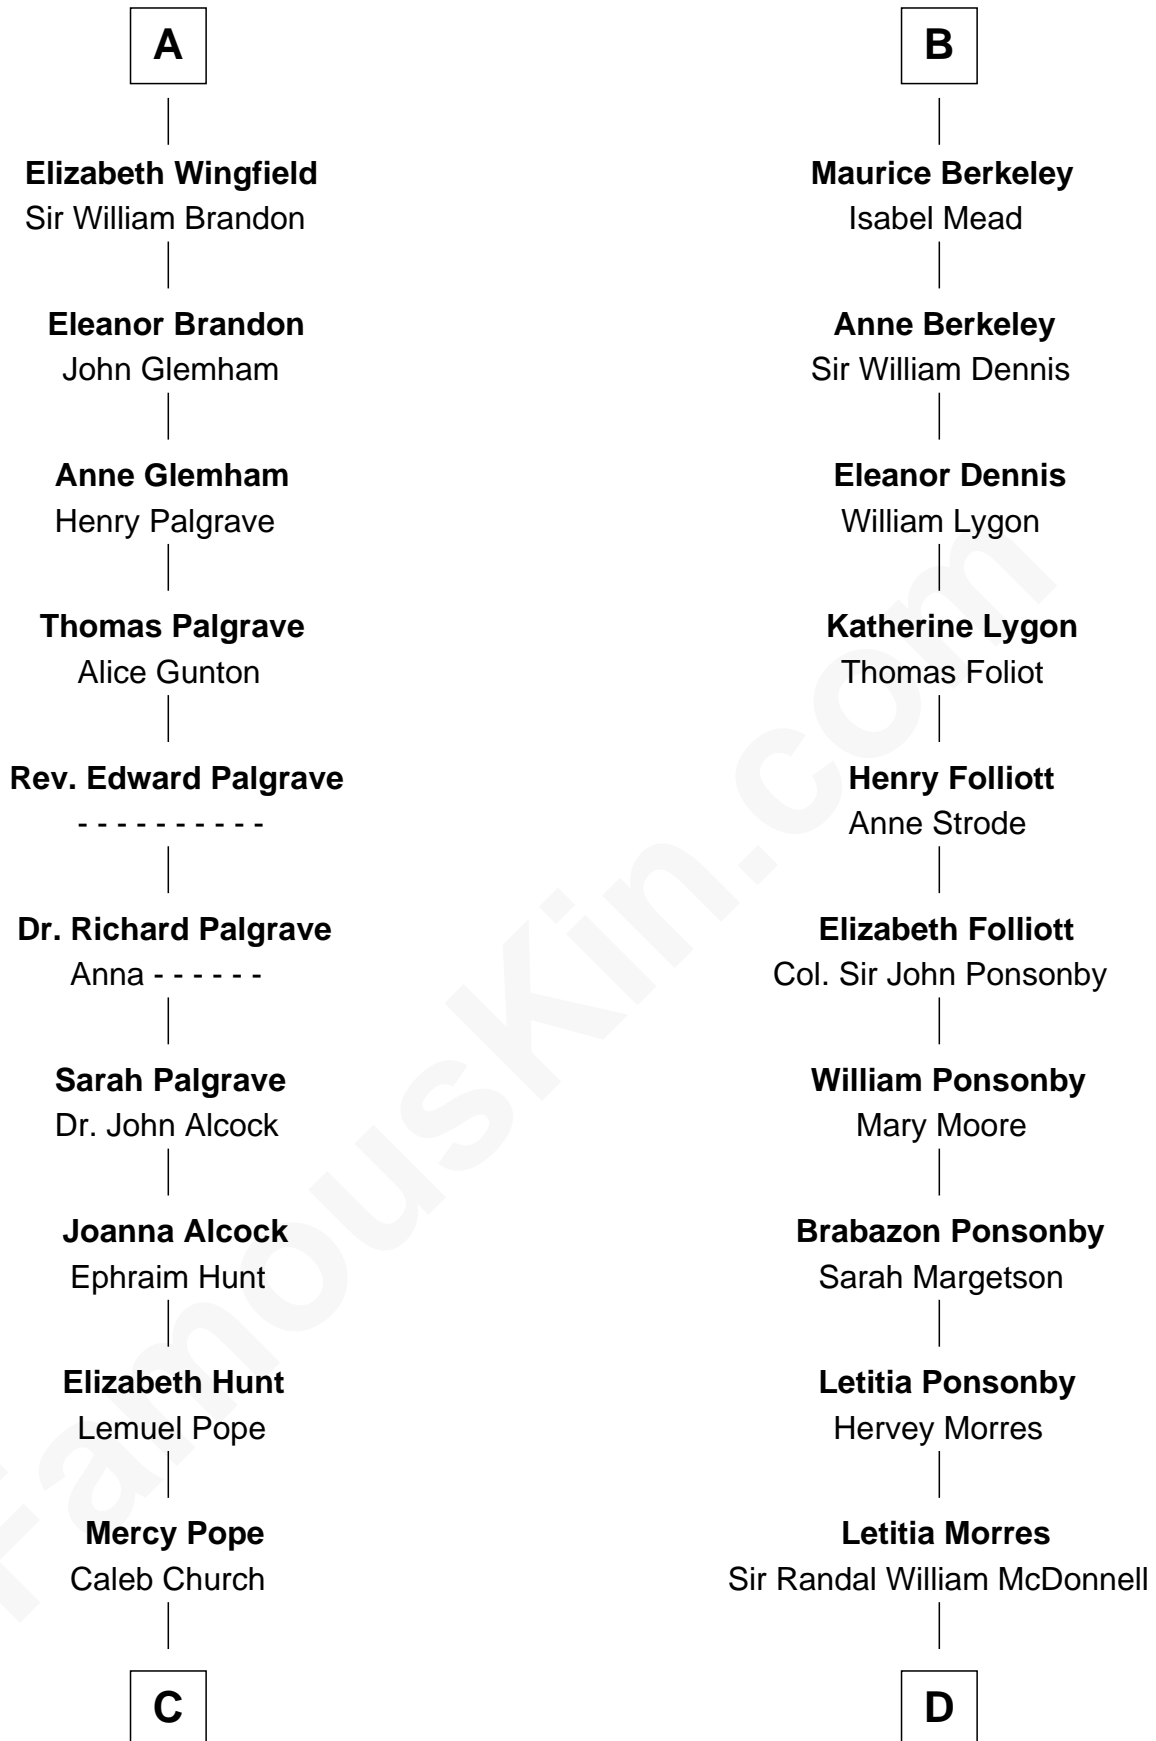 A
Elizabeth Wingfield
Sir William Brandon
Eleanor Brandon
John Glemham
Anne Glemham
Henry Palgrave
Thomas Palgrave
Alice Gunton
Rev. Edward Palgrave
- - - - - - - - - -
Dr. Richard Palgrave
Anna - - - - - -
Sarah Palgrave
Dr. John Alcock
Joanna Alcock
Ephraim Hunt
Elizabeth Hunt
Lemuel Pope
Mercy Pope
Caleb Church
C
B
Maurice Berkeley
Isabel Mead
Anne Berkeley
Sir William Dennis
Eleanor Dennis
William Lygon
Katherine Lygon
Thomas Foliot
Henry Folliott
Anne Strode
Elizabeth Folliott
Col. Sir John Ponsonby
William Ponsonby
Mary Moore
Brabazon Ponsonby
Sarah Margetson
Letitia Ponsonby
Hervey Morres
Letitia Morres
Sir Randal William McDonnell
D
FamousKin.com